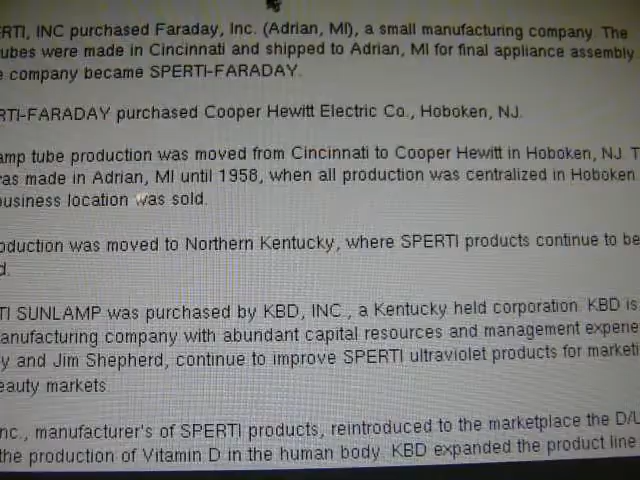 RTI, INC purchased Faraday, Inc. (Adrian, MI), a small manufacturing company. The
ubes were made in Cincinnati and shipped to Adrian, MI for final appliance assembly.
e company became SPERTI-FARADAY.
RTI-FARADAY purchased Cooper Hewitt Electric Co., Hoboken, NJ.
amp tube production was moved from Cincinnati to Cooper Hewitt in Hoboken, NJ. T
as made in Adrian, MI until 1958, when all production was centralized in Hoboken.
business location was sold.
oduction was moved to Northern Kentucky, where SPERTI products continue to be
d.
TI SUNLAMP was purchased by KBD, INC., a Kentucky held corporation. KBD is
anufacturing company with abundant capital resources and management experie
y and Jim Shepherd, continue to improve SPERTI ultraviolet products for marketi
eauty markets.
nc., manufacturer's of SPERTI products, reintroduced to the marketplace the D/U
the production of Vitamin D in the human body. KBD expanded the product line